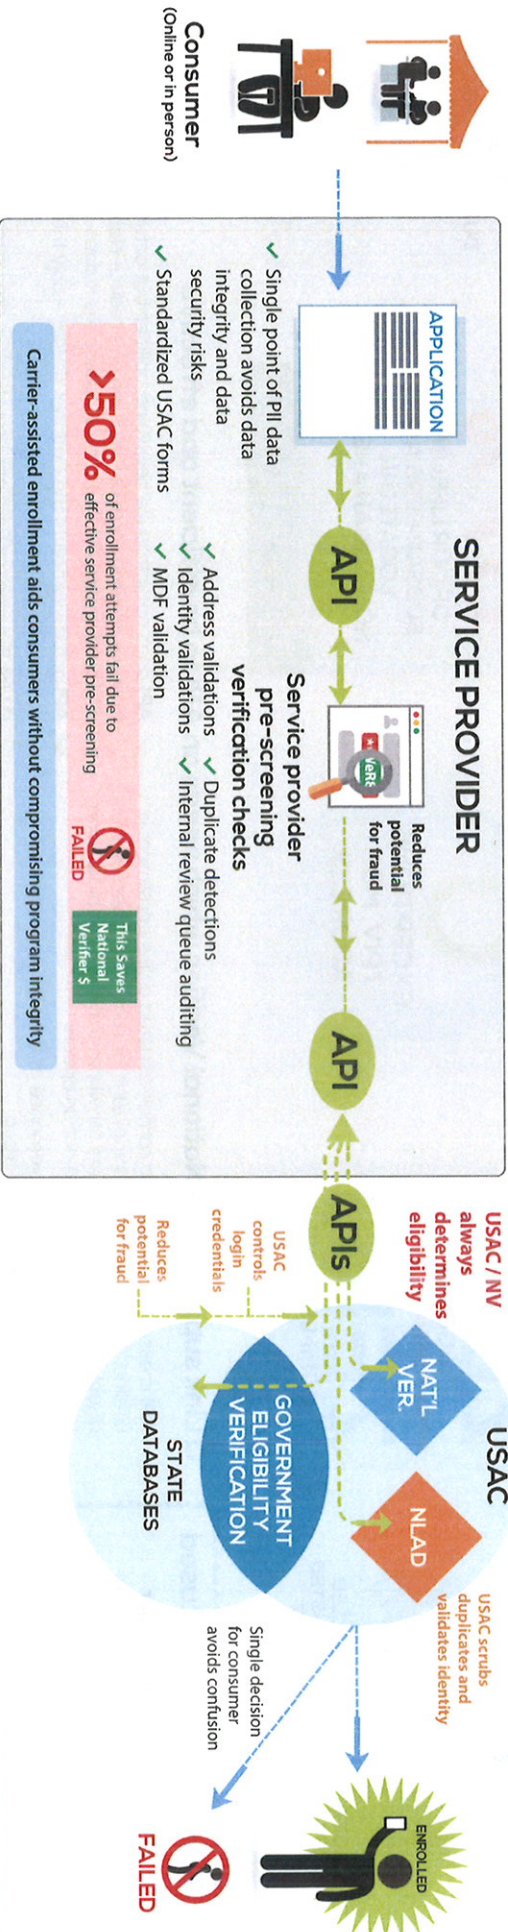 Consumer
(Online or in person)
SERVICE PROVIDER
APPLICATION
✓ Single point of PII data
collection avoids data
integrity and data
security risks
✓ Standardized USAC forms
API
Reduces
potential
for fraud
Service provider
pre-screening
verification checks
✓ Address validations
✓ Identity validations
✓ MDF validation
✓ Duplicate detections
✓ Internal review queue auditing
API
>50%
of enrollment attempts fail due to
effective service provider pre-screening
FAILED
This Saves
National
Verifier $
Carrier-assisted enrollment aids consumers without compromising program integrity
USAC / NV
always
determines
eligibility
APIs
USAC
controls
login
credentials
Reduces
potential
for fraud
USAC
NAT'L
VER.
NLAD
GOVERNMENT
ELIGIBILITY
VERIFICATION
STATE
DATABASES
USAC scrubs
duplicates and
validates identity
Single decision
for consumer
avoids confusion
ENROLLED
FAILED